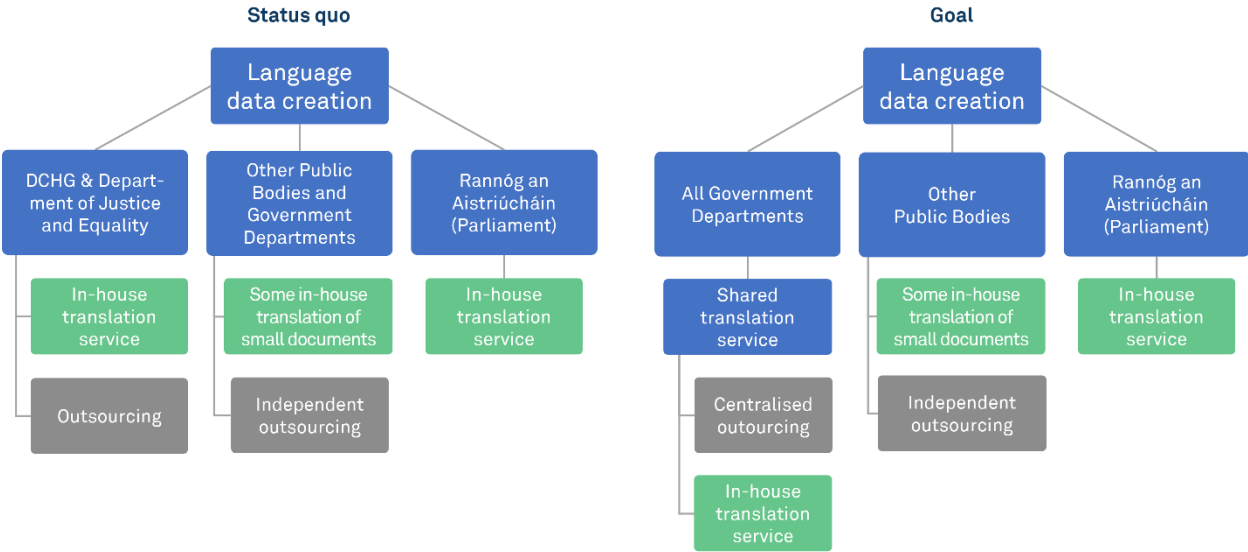 Status quo
Language
data creation
DCHG & Depart-
ment of Justice
and Equality
Other Public
Bodies and
Government
Departments
Rannóg an
Aistriúcháin
(Parliament)
In-house
translation
service
Some in-house
translation of
small documents
In-house
translation
service
Outsourcing
Independent
outsourcing
Goal
Language
data creation
All Government
Departments
Other
Public Bodies
Rannóg an
Aistriúcháin
(Parliament)
Shared
translation
service
Some in-house
translation of
small documents
In-house
translation
service
Centralised
outourcing
Independent
outsourcing
In-house
translation
service